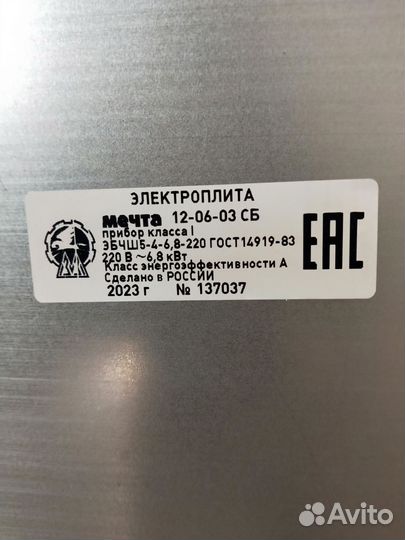 ЭЛЕКТРОПЛИТА
мечта 12-06-03 СБ
прибор класса I
ЭБЧШ5-4-6,8-220 ГОСТ14919-83
220 В ~6,8 кВт
Класс энергоэффективности А
Сделано в РОССИИ
2023 г № 137037
EAC
Avito